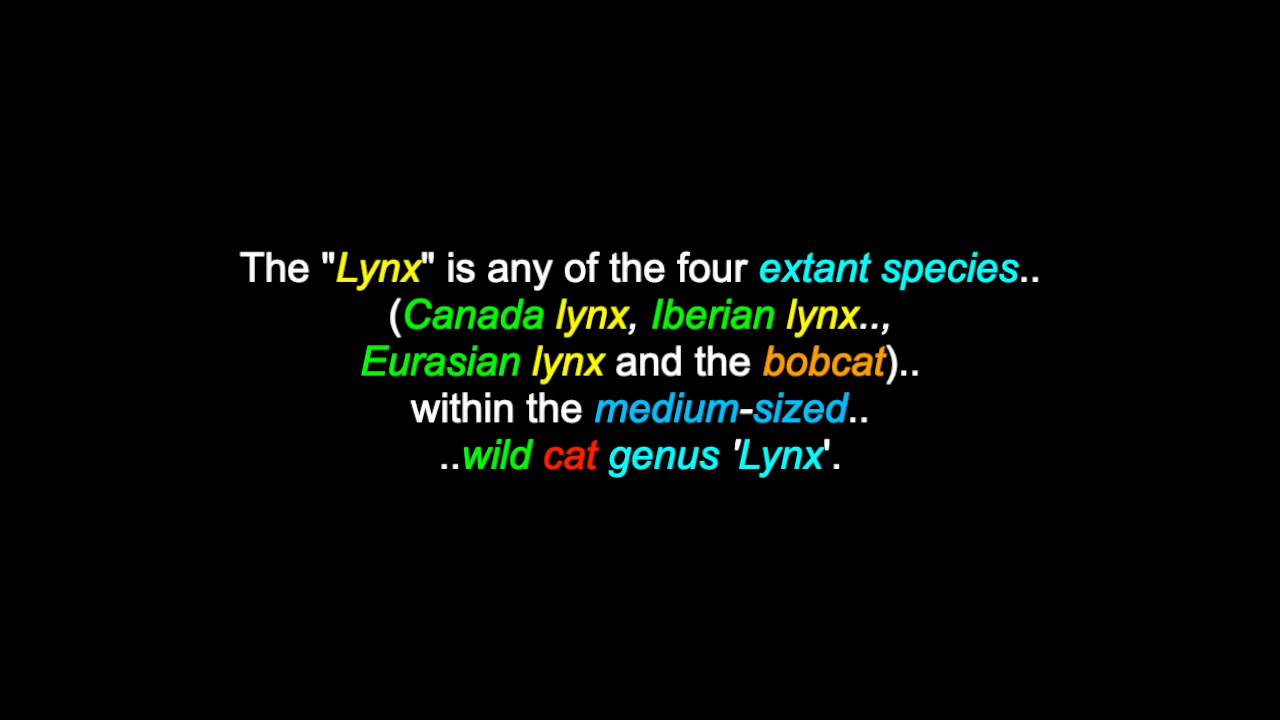 The "Lynx" is any of the four extant species..
(Canada lynx, Iberian lynx..,
Eurasian lynx and the bobcat)..
within the medium-sized..
..wild cat genus 'Lynx'.